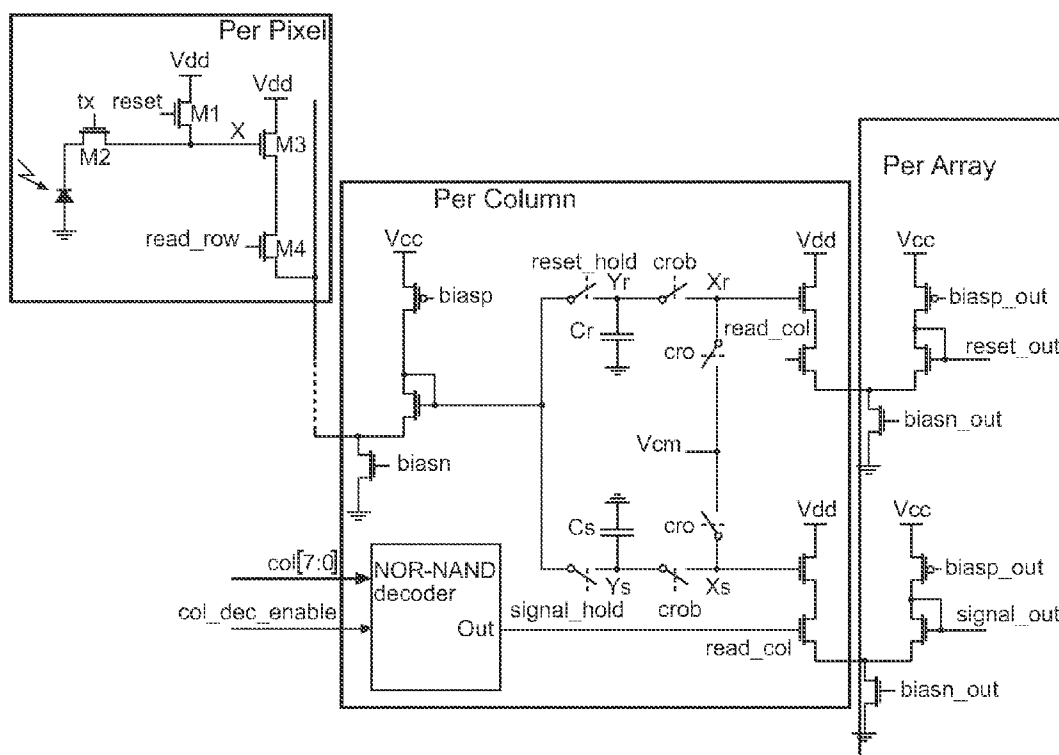 Per Pixel
Vdd
Vdd
tx
reset
M1
X
M3
M2
read_row
M4
Per Column
Vcc
biasp
reset_hold
Yr
crob
Xr
Cr
read_col
cro
Vdd
Per Array
Vcc
biasp_out
reset_out
biasn_out
Vcm
biasn
Cs
cro
Vdd
Vcc
col[7:0]
NOR-NAND
decoder
col_dec_enable
Out
signal_hold
Ys
crob
Xs
read_col
biasp_out
signal_out
biasn_out